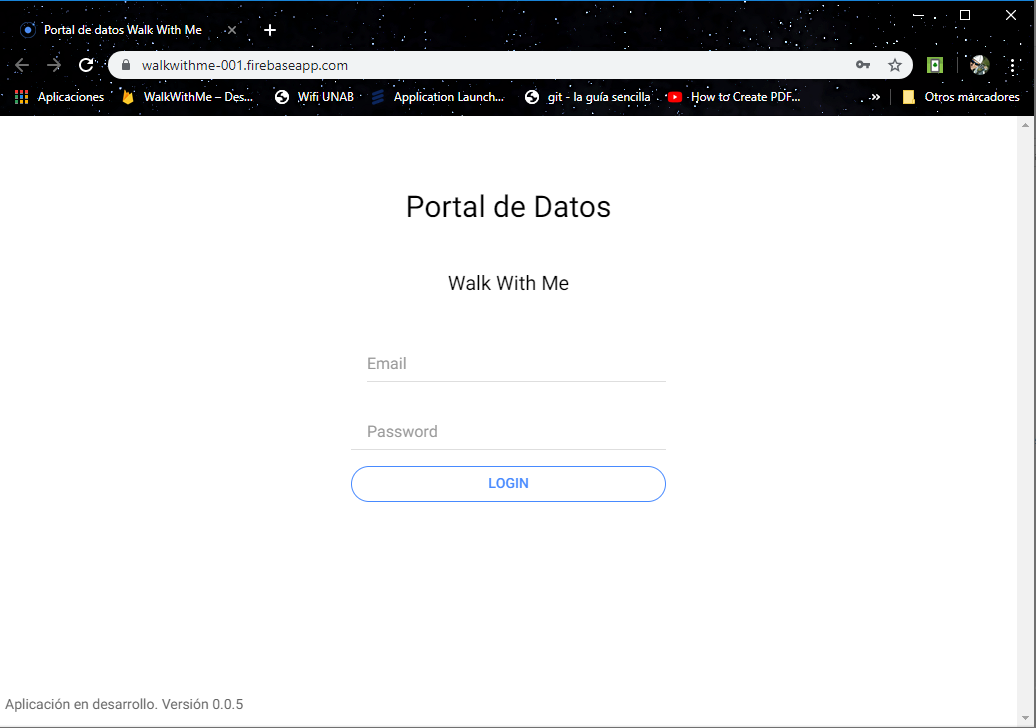 Portal de datos Walk With Me
walkwithme-001.firebaseapp.com
Aplicaciones WalkWithMe – Des... Wifi UNAB Application Launch... git - la guía sencilla How to Create PDF... » Otros marcadores
Portal de Datos
Walk With Me
Email
Password
LOGIN
Aplicación en desarrollo. Versión 0.0.5